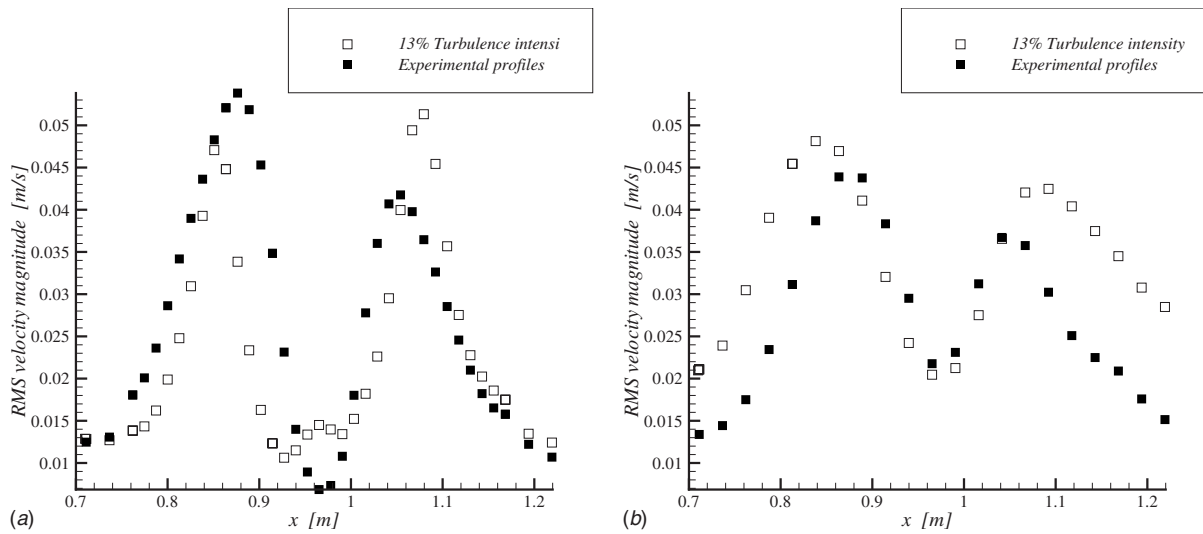 13% Turbulence intensi
Experimental profiles
0.05
0.045
0.04
0.035
0.03
0.025
0.02
0.015
0.01
RMS velocity magnitude [m/s]
0.7 0.8 0.9 1 1.1 1.2
x [m]
(a)
13% Turbulence intensity
Experimental profiles
0.05
0.045
0.04
0.035
0.03
0.025
0.02
0.015
0.01
RMS velocity magnitude [m/s]
0.7 0.8 0.9 1 1.1 1.2
x [m]
(b)